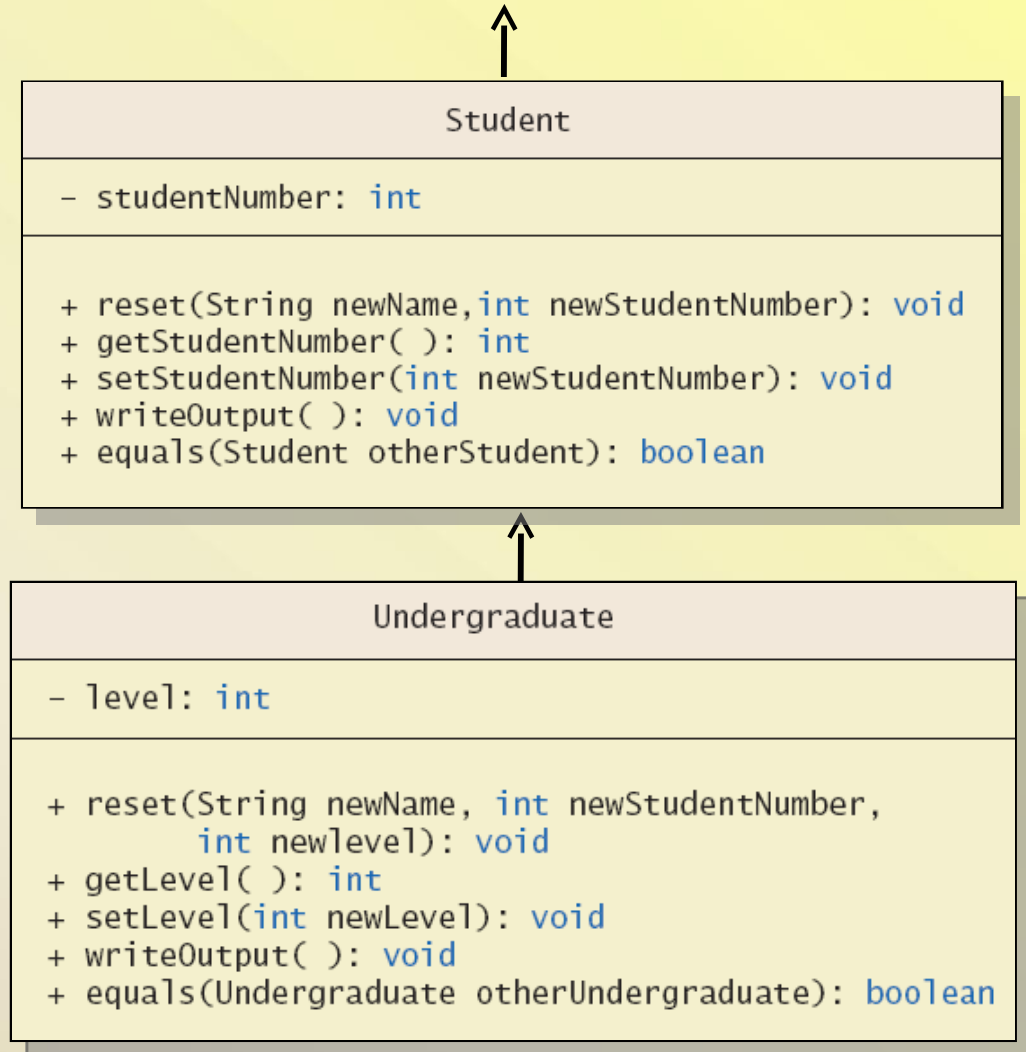 Student
– studentNumber: int
+ reset(String newName,int newStudentNumber): void
+ getStudentNumber( ): int
+ setStudentNumber(int newStudentNumber): void
+ writeOutput( ): void
+ equals(Student otherStudent): boolean
Undergraduate
– level: int
+ reset(String newName, int newStudentNumber,
int newlevel): void
+ getLevel( ): int
+ setLevel(int newLevel): void
+ writeOutput( ): void
+ equals(Undergraduate otherUndergraduate): boolean